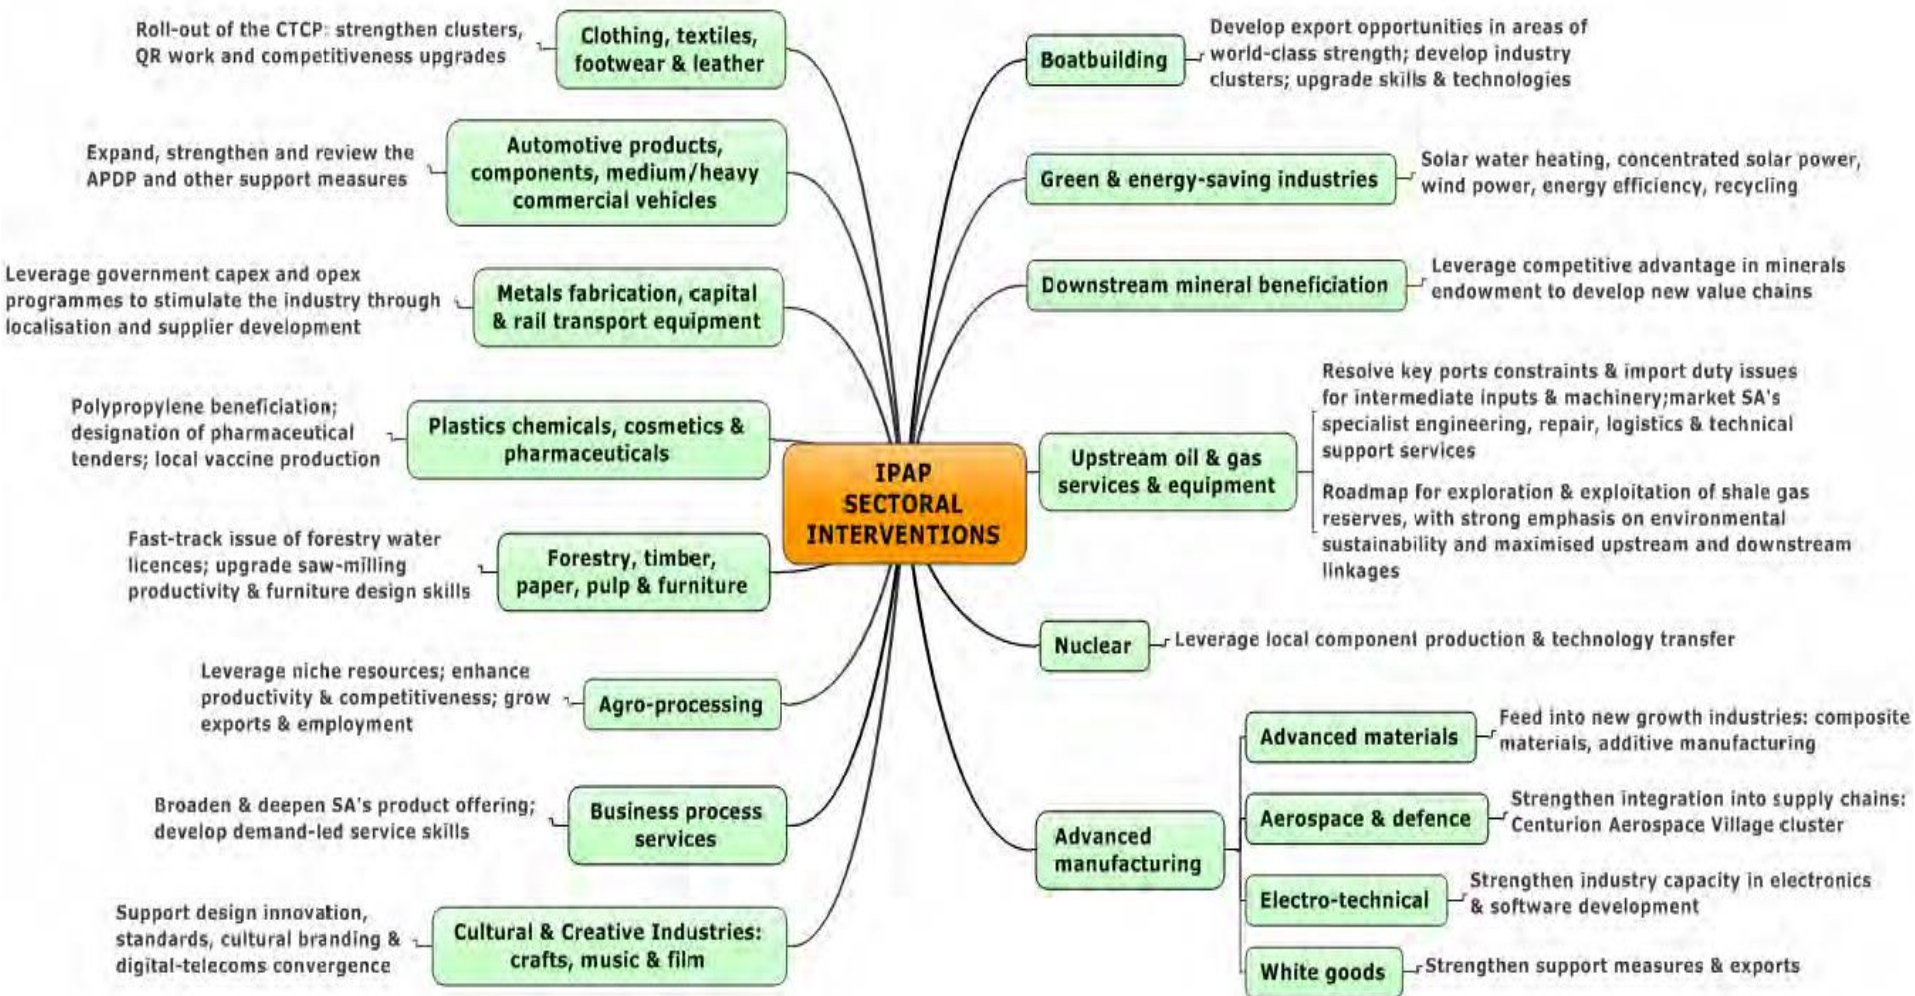 Roll-out of the CTCP: strengthen clusters,
QR work and competitiveness upgrades
Clothing, textiles,
footwear & leather
Expand, strengthen and review the
APDP and other support measures
Automotive products,
components, medium/heavy
commercial vehicles
Leverage government capex and opex
programmes to stimulate the industry through
localisation and supplier development
Metals fabrication, capital
& rail transport equipment
Polypropylene beneficiation;
designation of pharmaceutical
tenders; local vaccine production
Plastics chemicals, cosmetics &
pharmaceuticals
Fast-track issue of forestry water
licences; upgrade saw-milling
productivity & furniture design skills
Forestry, timber,
paper, pulp & furniture
Leverage niche resources; enhance
productivity & competitiveness; grow
exports & employment
Agro-processing
Broaden & deepen SA's product offering;
develop demand-led service skills
Business process
services
Support design innovation,
standards, cultural branding &
digital-telecoms convergence
Cultural & Creative Industries:
crafts, music & film
IPAP
SECTORAL
INTERVENTIONS
Boatbuilding
Develop export opportunities in areas of
world-class strength; develop industry
clusters; upgrade skills & technologies
Green & energy-saving industries
Solar water heating, concentrated solar power,
wind power, energy efficiency, recycling
Downstream mineral beneficiation
Leverage competitive advantage in minerals
endowment to develop new value chains
Upstream oil & gas
services & equipment
Resolve key ports constraints & import duty issues
for intermediate inputs & machinery;market SA's
specialist engineering, repair, logistics & technical
support services
Roadmap for exploration & exploitation of shale gas
reserves, with strong emphasis on environmental
sustainability and maximised upstream and downstream
linkages
Nuclear
Leverage local component production & technology transfer
Advanced
manufacturing
Advanced materials
Feed into new growth industries: composite
materials, additive manufacturing
Aerospace & defence
Strengthen integration into supply chains:
Centurion Aerospace Village cluster
Electro-technical
Strengthen industry capacity in electronics
& software development
White goods
Strengthen support measures & exports